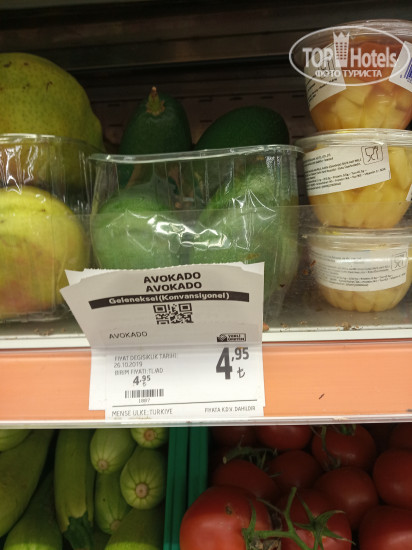 TOP Hotels
ФОТО ТУРИСТА
AVOKADO
AVOKADO
Geleneksel(Konvansiyonel)
AVOKADO
YERLİ ÜRETİM
FİYAT DEĞİŞİKLİK TARİHİ:
26.10.2019
BİRİM FİYATI TL/AD
4,95
₺
4,95
₺
MENŞE ÜLKE: TÜRKİYE
FİYATA KDV. DAHİLDİR